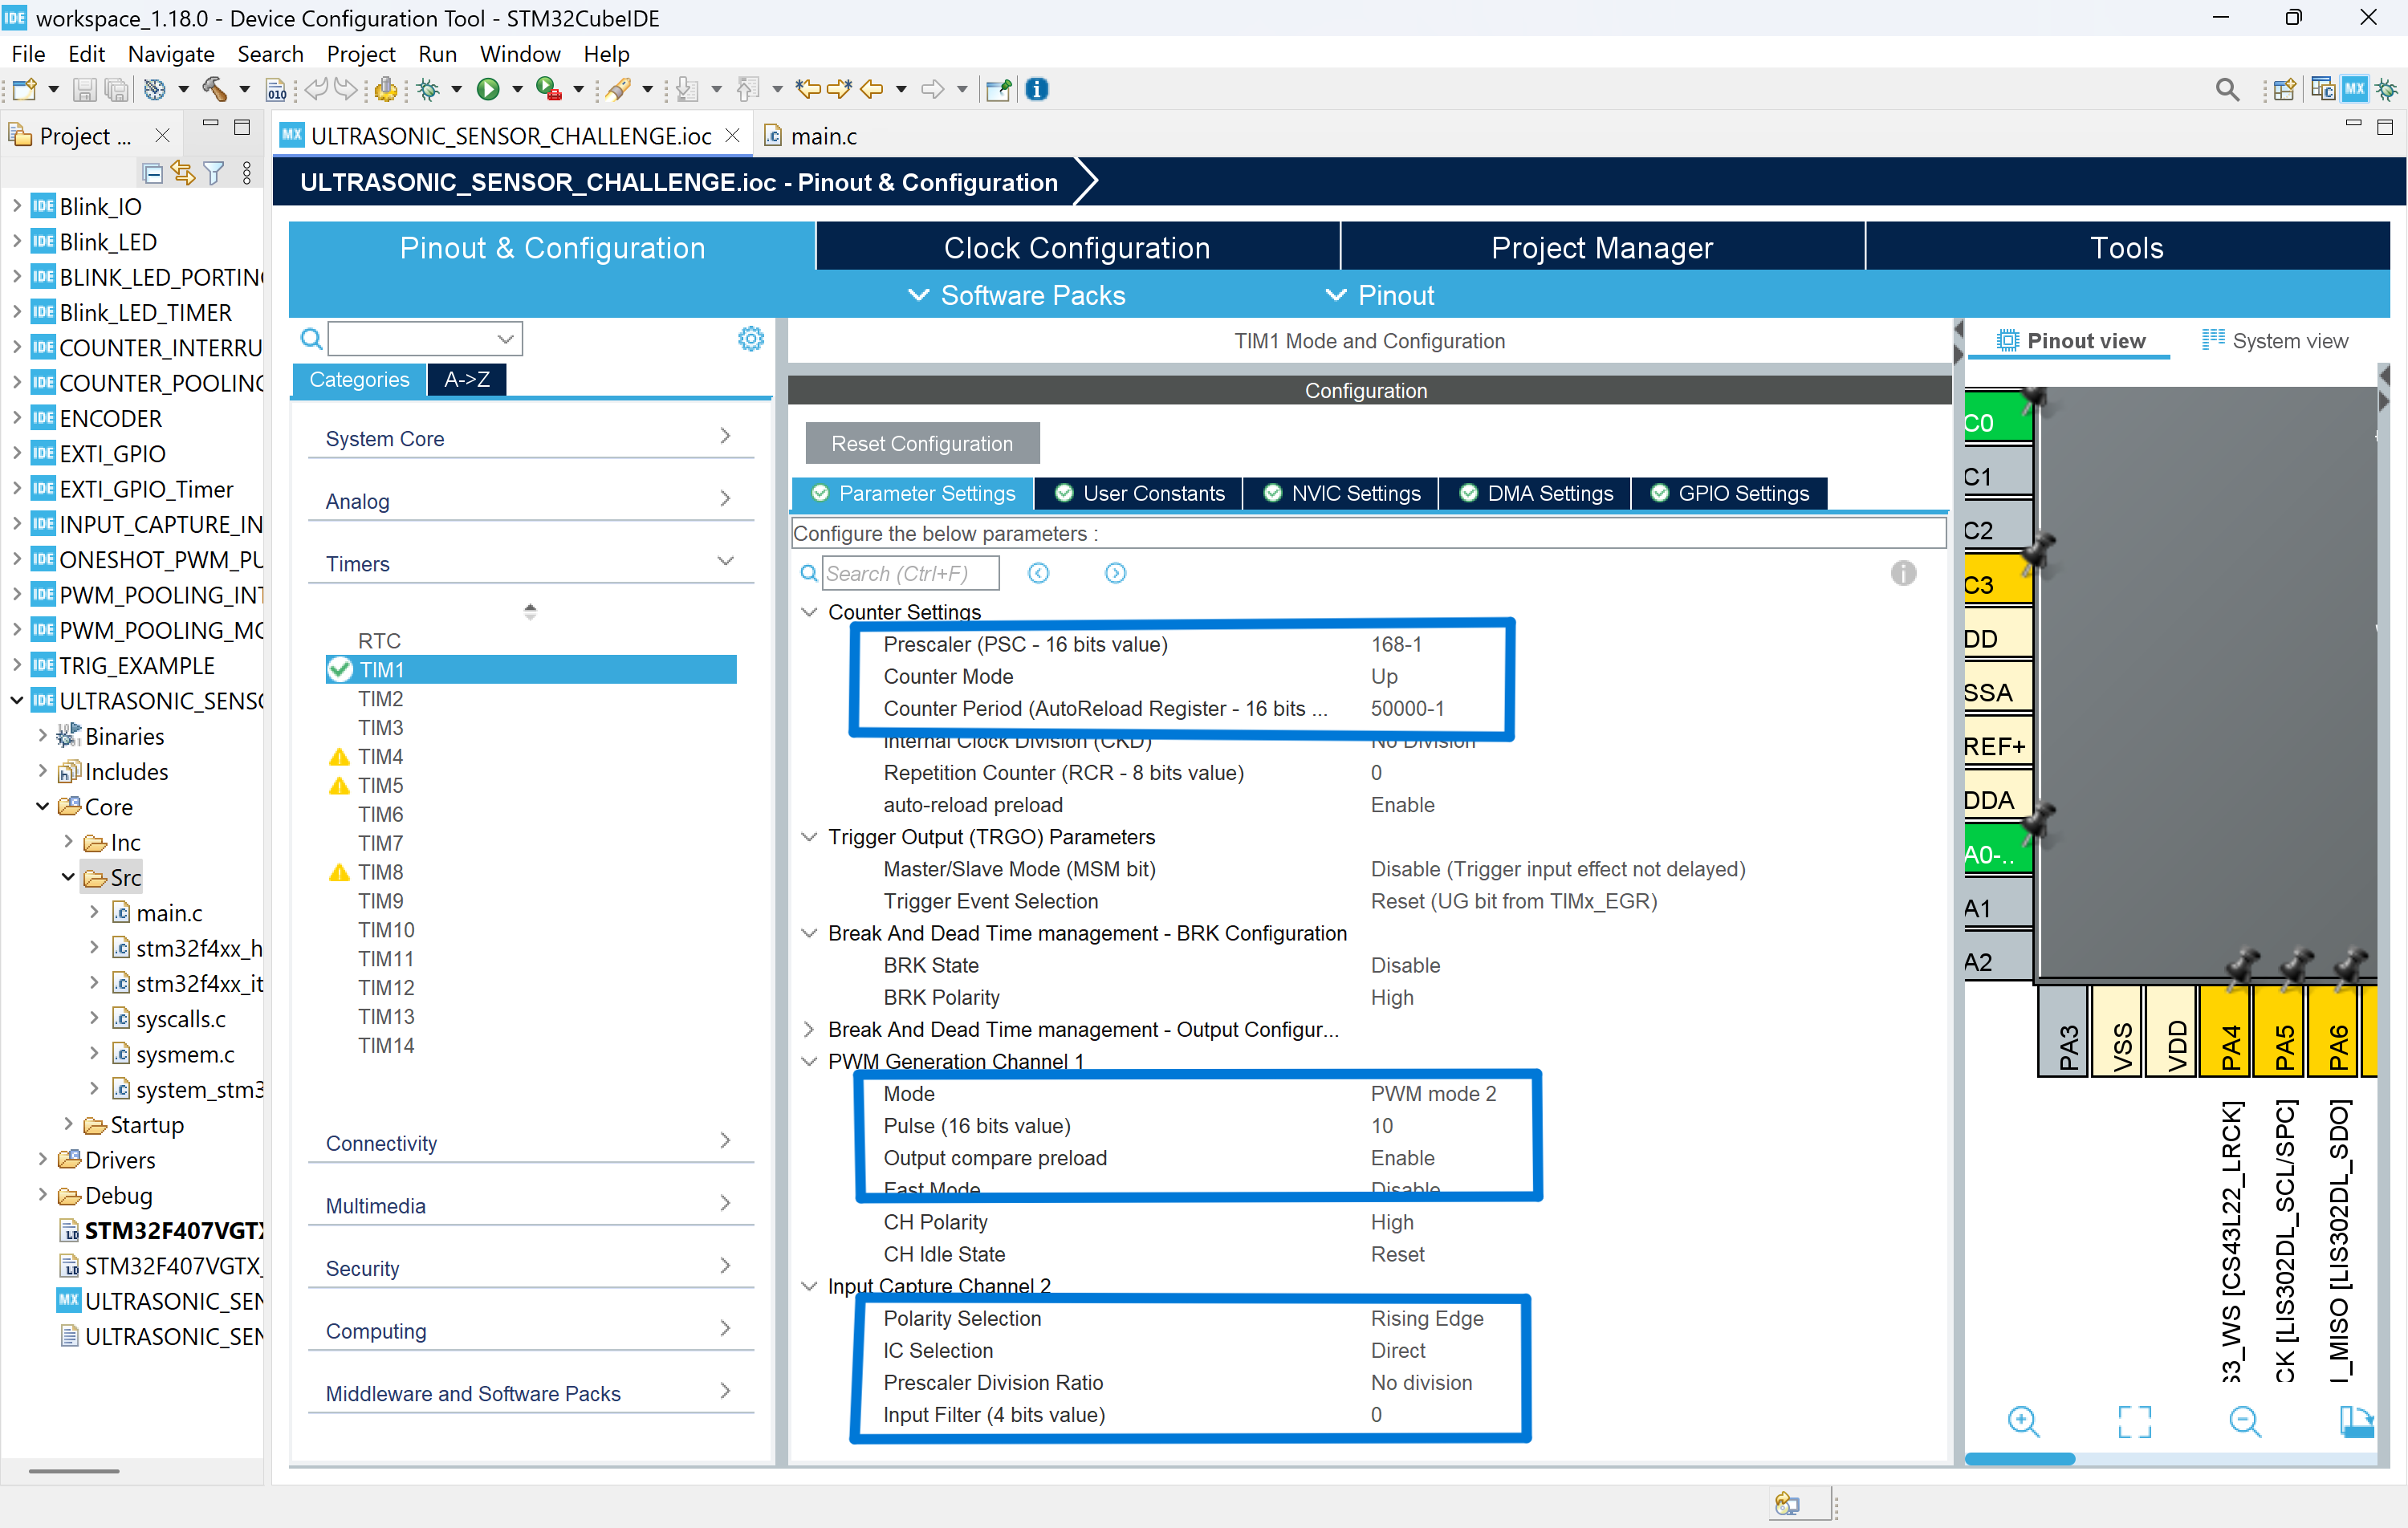 IDE workspace_1.18.0 - Device Configuration Tool - STM32CubeIDE
File Edit Navigate Search Project Run Window Help
Project ...
ULTRASONIC_SENSOR_CHALLENGE.ioc
main.c
ULTRASONIC_SENSOR_CHALLENGE.ioc - Pinout & Configuration
Pinout & Configuration
Clock Configuration
Project Manager
Tools
Software Packs
Pinout
Blink_IO
Blink_LED
BLINK_LED_PORTIN
Blink_LED_TIMER
COUNTER_INTERRU
COUNTER_POOLING
ENCODER
EXTI_GPIO
EXTI_GPIO_Timer
INPUT_CAPTURE_IN
ONESHOT_PWM_PU
PWM_POOLING_INT
PWM_POOLING_MO
TRIG_EXAMPLE
ULTRASONIC_SENSO
Binaries
Includes
Core
Inc
Src
main.c
stm32f4xx_h
stm32f4xx_it
syscalls.c
sysmem.c
system_stm3
Startup
Drivers
Debug
STM32F407VGTX
STM32F407VGTX_
ULTRASONIC_SEN
ULTRASONIC_SEN
Categories
A->Z
System Core
Analog
Timers
RTC
TIM1
TIM2
TIM3
TIM4
TIM5
TIM6
TIM7
TIM8
TIM9
TIM10
TIM11
TIM12
TIM13
TIM14
Connectivity
Multimedia
Security
Computing
Middleware and Software Packs
TIM1 Mode and Configuration
Configuration
Reset Configuration
Parameter Settings
User Constants
NVIC Settings
DMA Settings
GPIO Settings
Configure the below parameters :
Search (Ctrl+F)
Counter Settings
Prescaler (PSC - 16 bits value) 168-1
Counter Mode Up
Counter Period (AutoReload Register - 16 bits ... 50000-1
Internal Clock Division (CKD) No Division
Repetition Counter (RCR - 8 bits value) 0
auto-reload preload Enable
Trigger Output (TRGO) Parameters
Master/Slave Mode (MSM bit) Disable (Trigger input effect not delayed)
Trigger Event Selection Reset (UG bit from TIMx_EGR)
Break And Dead Time management - BRK Configuration
BRK State Disable
BRK Polarity High
Break And Dead Time management - Output Configur...
PWM Generation Channel 1
Mode PWM mode 2
Pulse (16 bits value) 10
Output compare preload Enable
Fast Mode Disable
CH Polarity High
CH Idle State Reset
Input Capture Channel 2
Polarity Selection Rising Edge
IC Selection Direct
Prescaler Division Ratio No division
Input Filter (4 bits value) 0
Pinout view
System view
C0
C1
C2
C3
DD
SSA
REF+
DDA
A0-..
A1
A2
PA3
VSS
VDD
PA4
PA5
PA6
S3_WS [CS43L22_LRCK]
CK [LIS302DL_SCL/SPC]
I_MISO [LIS302DL_SDO]